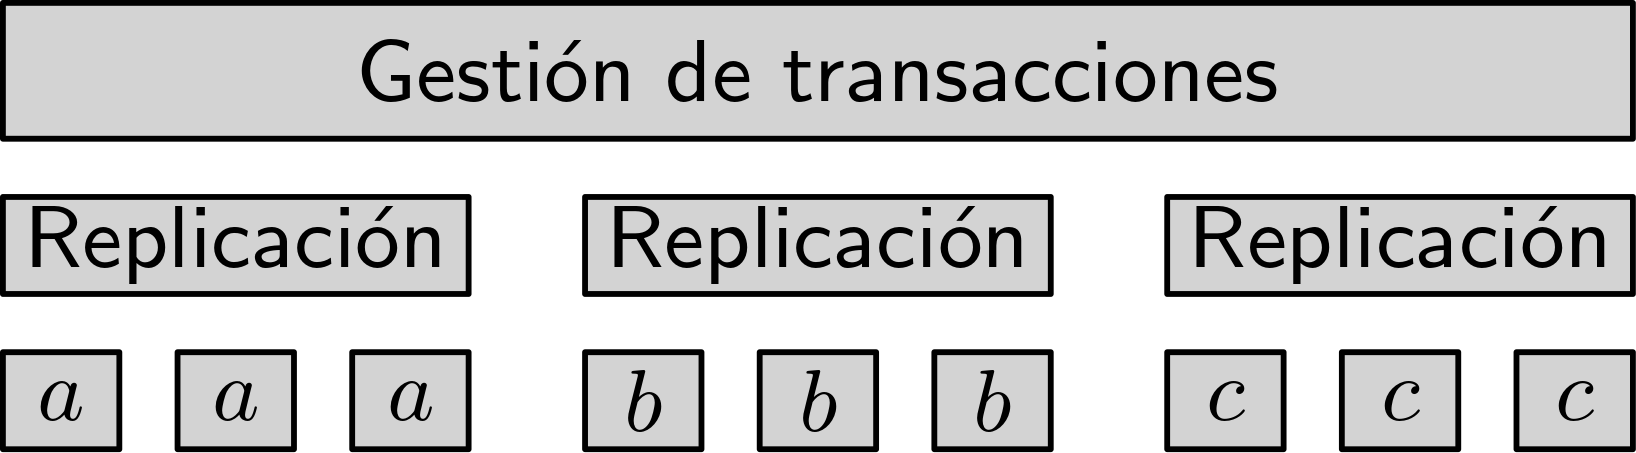 Gestión de transacciones
Replicación Replicación Replicación
a a a b b b c c c